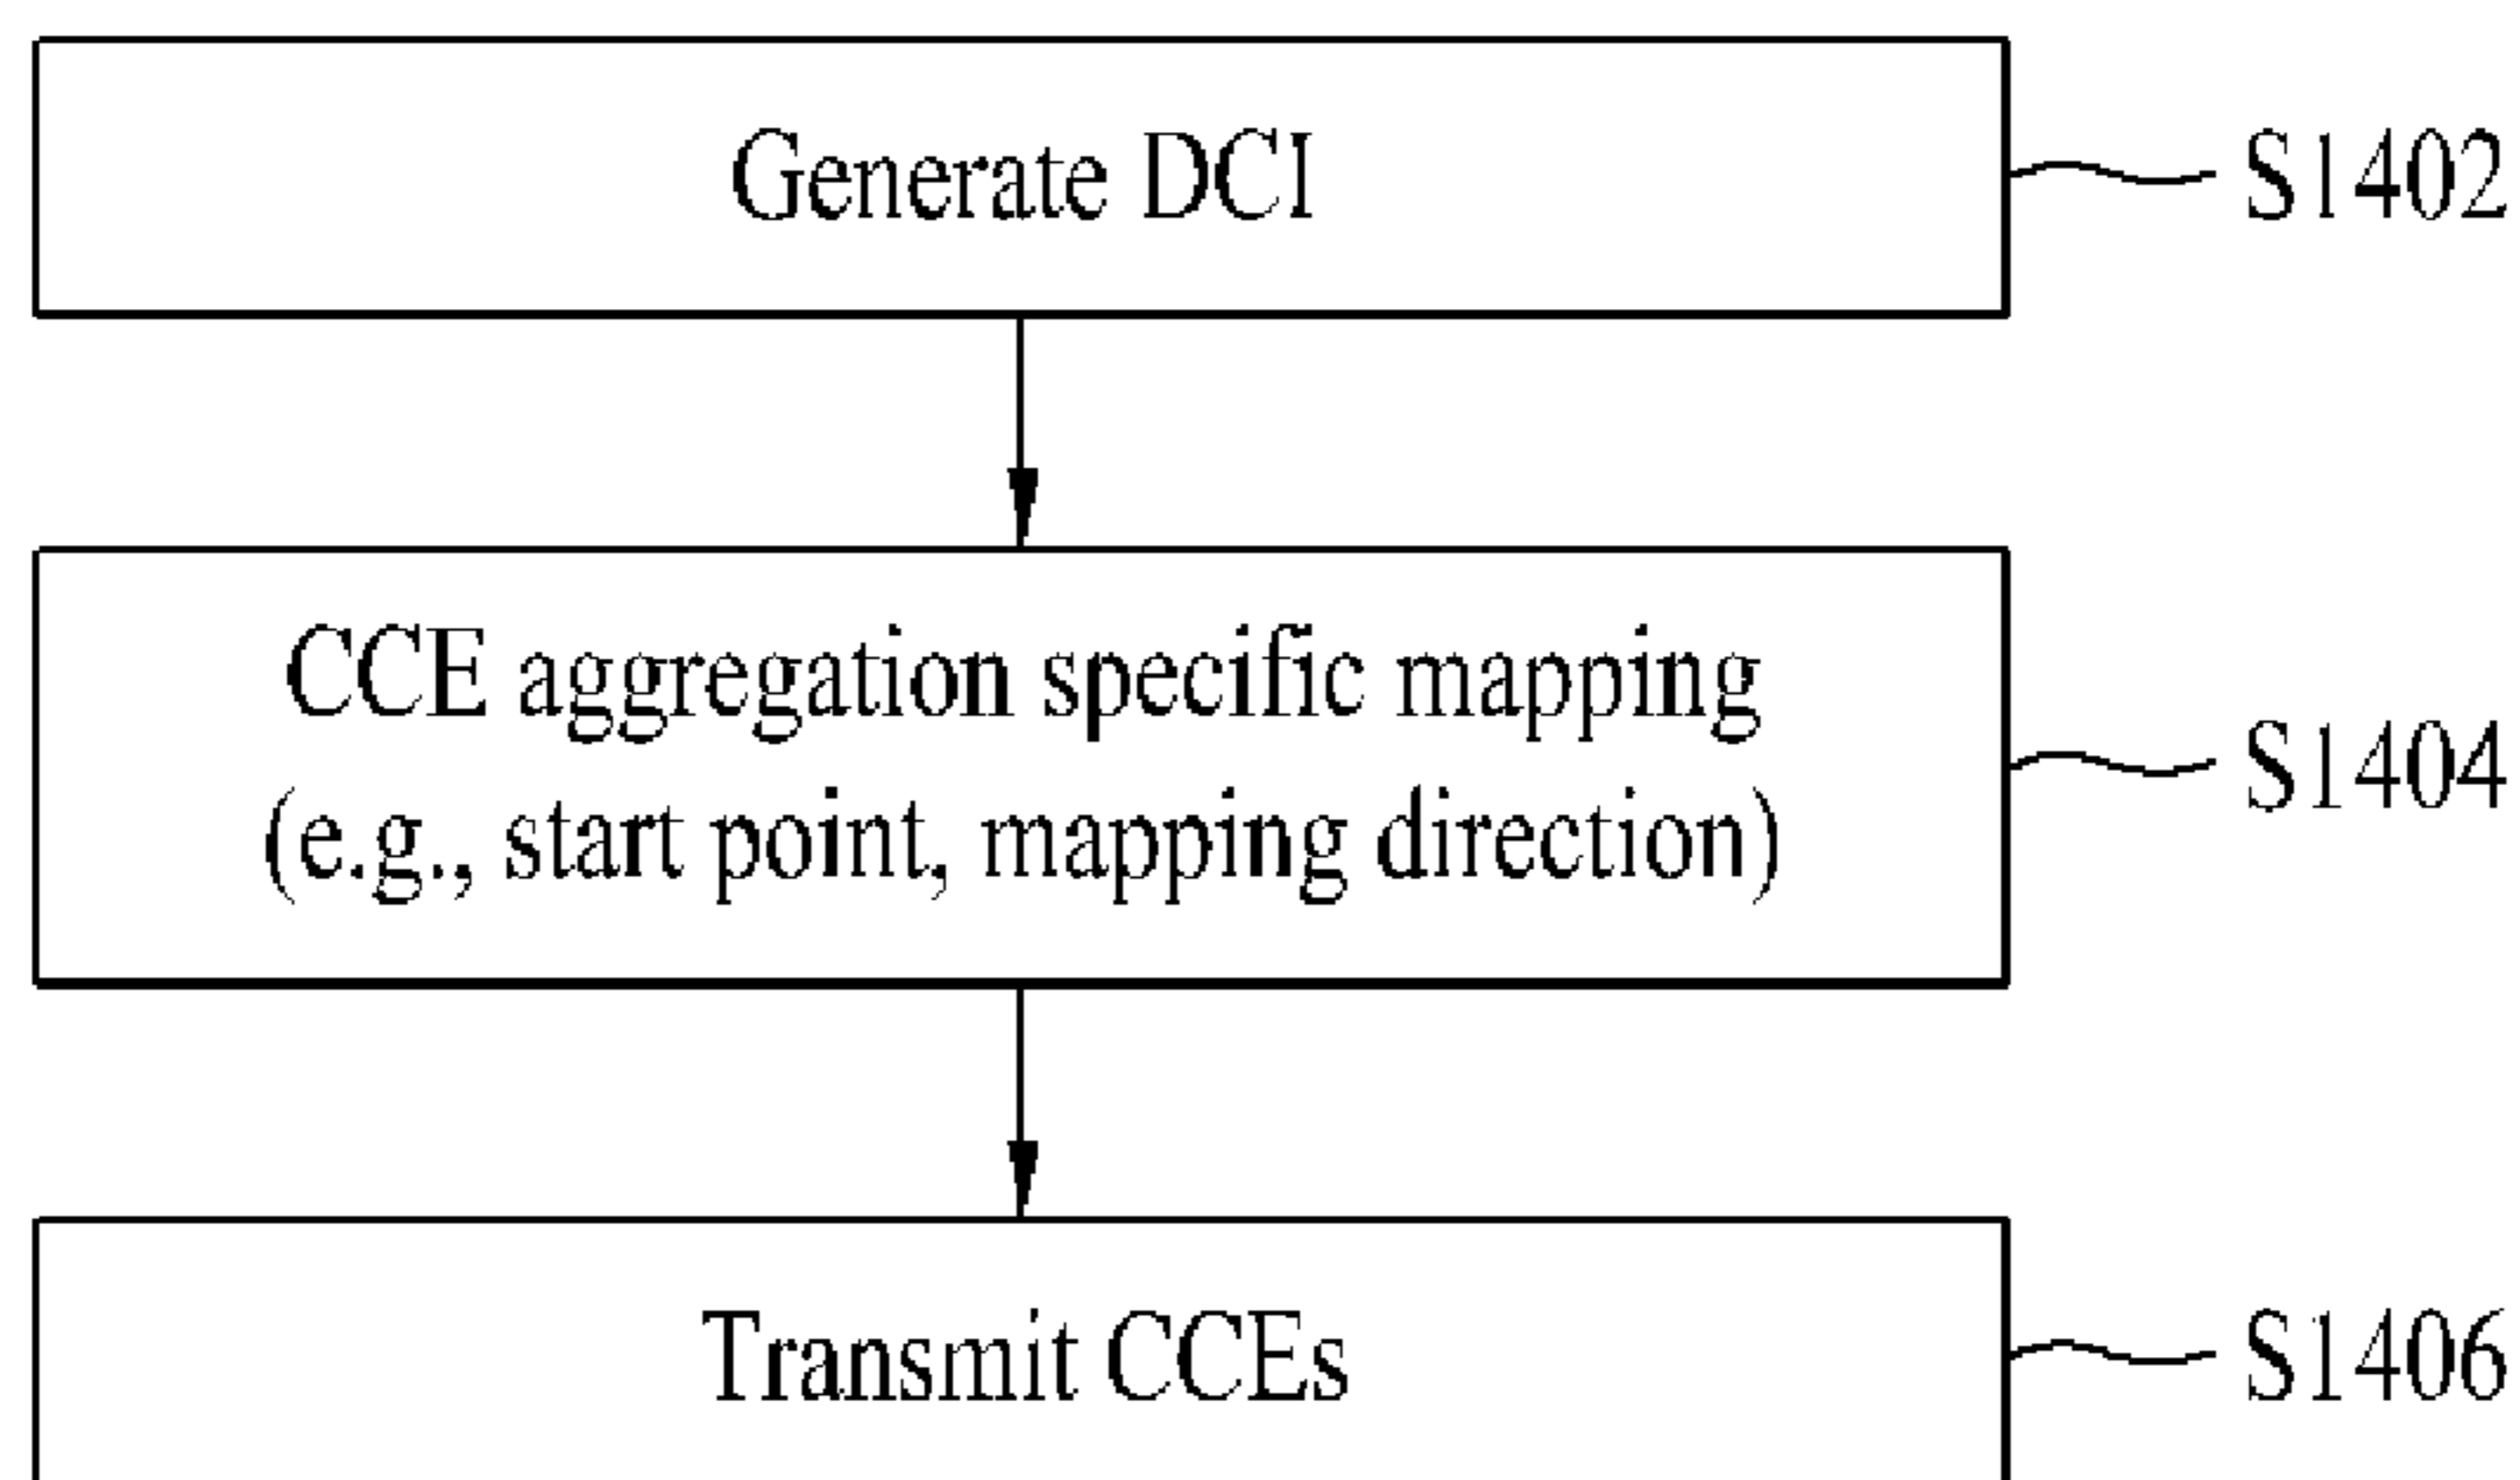 Generate DCI
S1402
CCE aggregation specific mapping
(e.g., start point, mapping direction)
S1404
Transmit CCEs
S1406